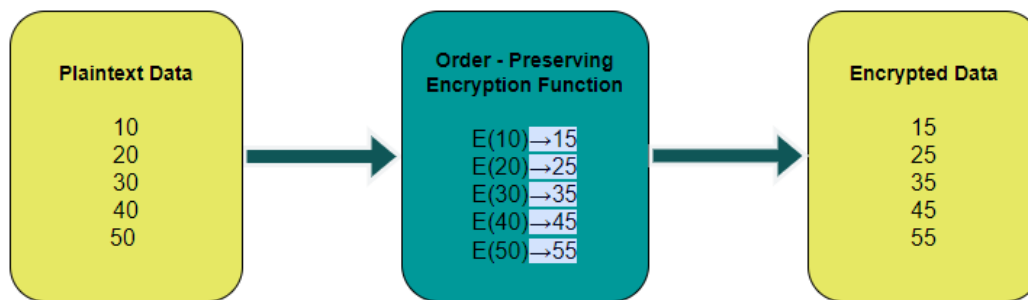 Plaintext Data
10
20
30
40
50
Order - Preserving
Encryption Function
E(10)→15
E(20)→25
E(30)→35
E(40)→45
E(50)→55
Encrypted Data
15
25
35
45
55